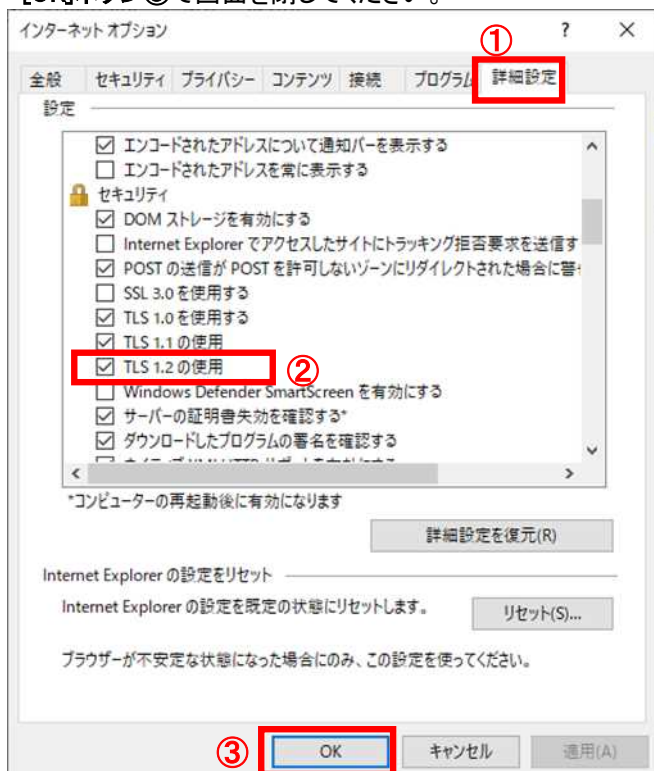 [OK]ボタン③で画面を閉じてください。
インターネット オプション
①
? ×
全般 セキュリティ プライバシー コンテンツ 接続 プログラム 詳細設定
設定
エンコードされたアドレスについて通知バーを表示する
エンコードされたアドレスを常に表示する
セキュリティ
DOM ストレージを有効にする
Internet Explorer でアクセスしたサイトにトラッキング拒否要求を送信す
POST の送信が POST を許可しないゾーンにリダイレクトされた場合に警
SSL 3.0 を使用する
TLS 1.0 を使用する
TLS 1.1 の使用
TLS 1.2 の使用
②
Windows Defender SmartScreen を有効にする
サーバーの証明書失効を確認する*
ダウンロードしたプログラムの署名を確認する
*コンピューターの再起動後に有効になります
詳細設定を復元(R)
Internet Explorer の設定をリセット
Internet Explorer の設定を既定の状態にリセットします。
リセット(S)...
ブラウザーが不安定な状態になった場合にのみ、この設定を使ってください。
③
OK キャンセル 適用(A)